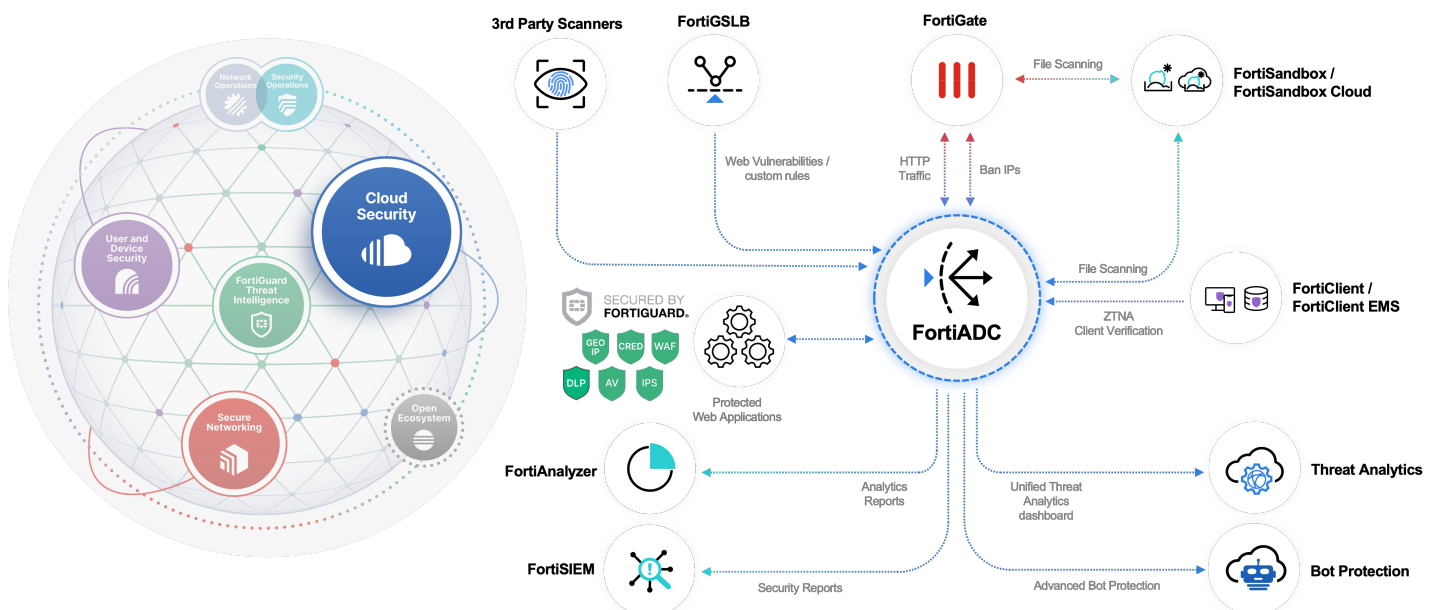 Network
Operations
Security
Operations
Cloud
Security
User and
Device
Security
FortiGuard
Threat
Intelligence
Secure
Networking
Open
Ecosystem
3rd Party Scanners
FortiGSLB
FortiGate
File Scanning
FortiSandbox /
FortiSandbox Cloud
Web Vulnerabilities /
custom rules
HTTP
Traffic
Ban IPs
File Scanning
FortiADC
ZTNA
Client Verification
FortiClient /
FortiClient EMS
SECURED BY
FORTIGUARD®
GEO
IP
CRED
WAF
DLP
AV
IPS
Protected
Web Applications
FortiAnalyzer
Analytics
Reports
Unified Threat
Analytics
dashboard
Threat Analytics
FortiSIEM
Security Reports
Advanced Bot Protection
Bot Protection